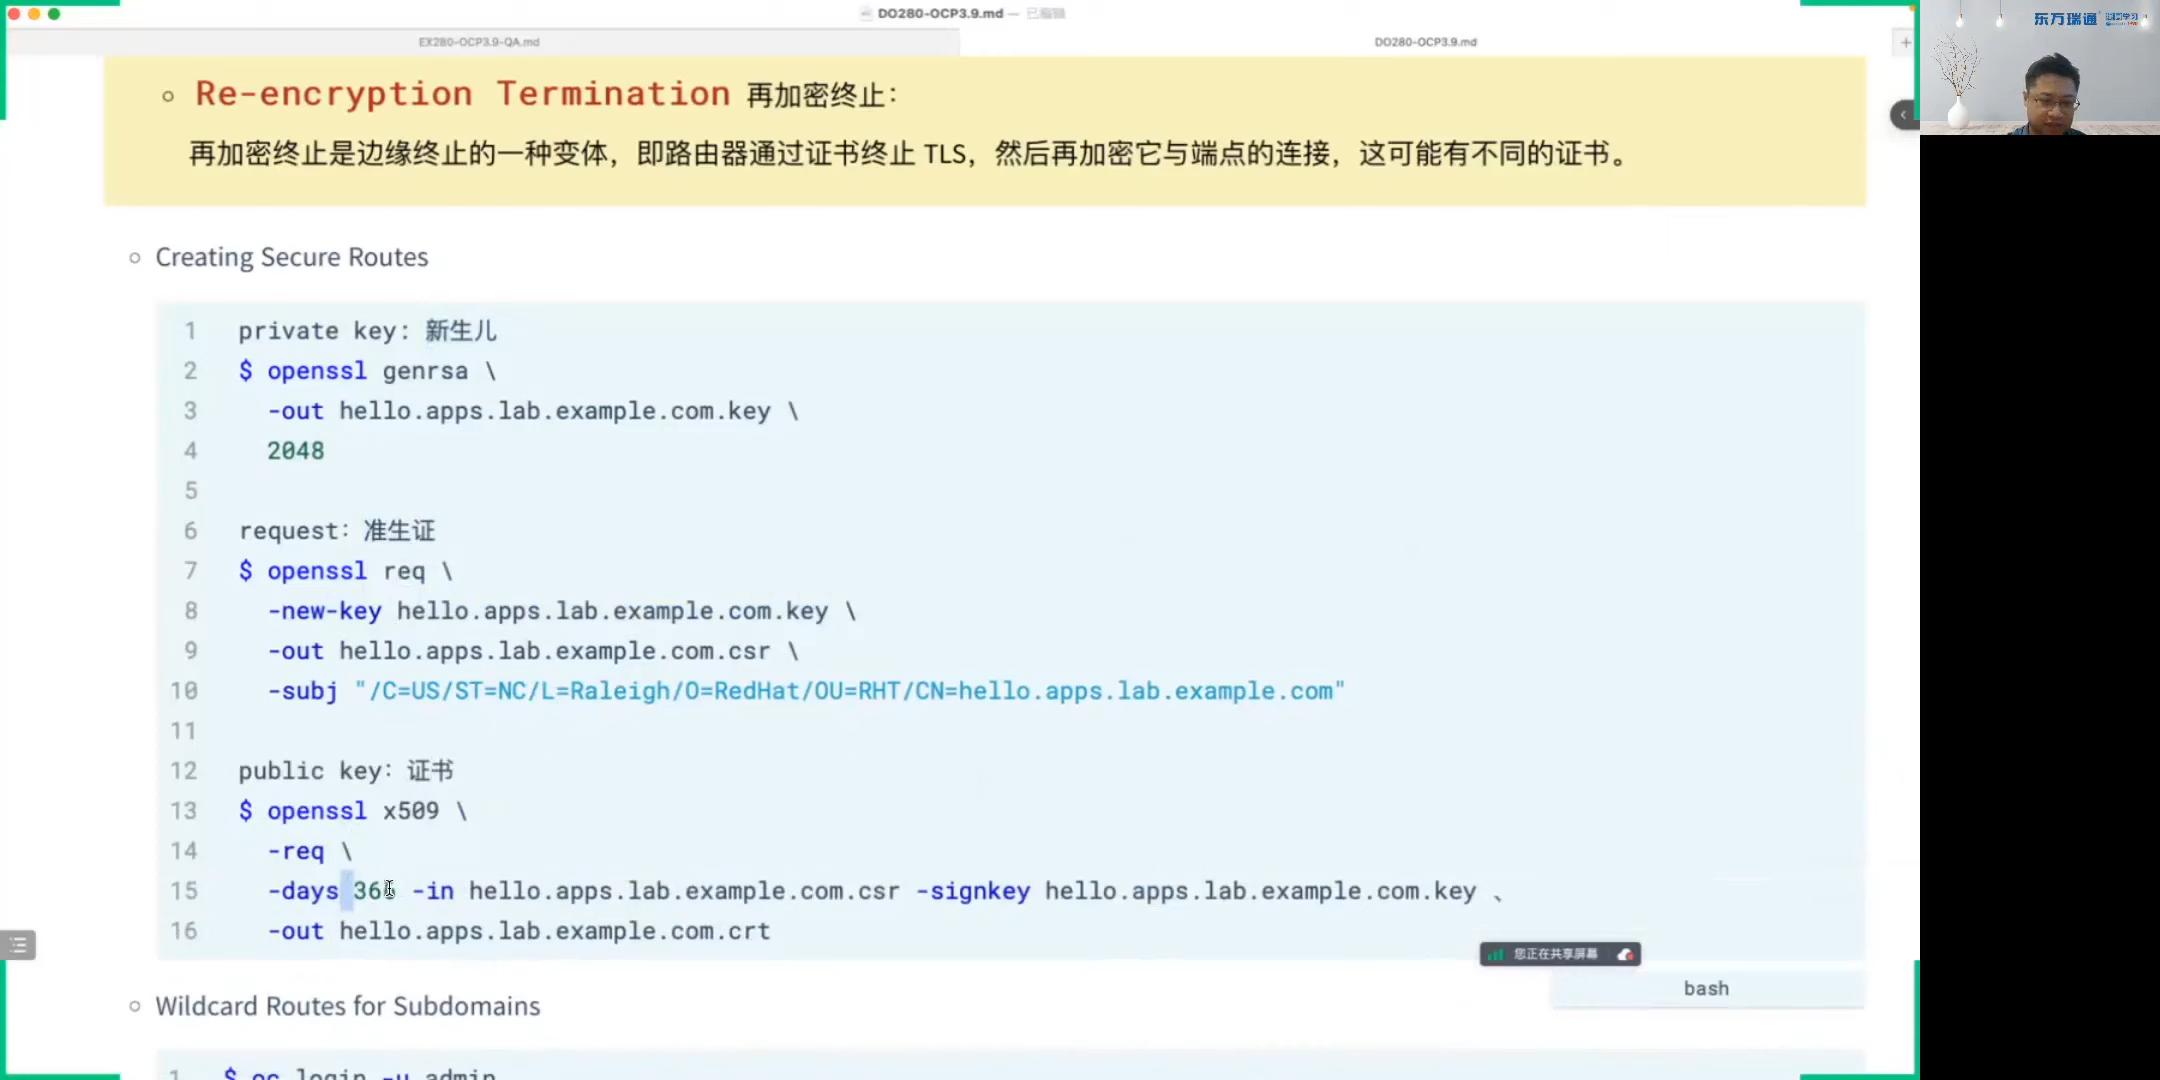 DO280-OCP3.9.md — 已编辑
EX280-OCP3.9-QA.md
DO280-OCP3.9.md
东方瑞通
Re-encryption Termination 再加密终止：
再加密终止是边缘终止的一种变体，即路由器通过证书终止 TLS，然后再加密它与端点的连接，这可能有不同的证书。
Creating Secure Routes
1 private key: 新生儿
2 $ openssl genrsa \
3 -out hello.apps.lab.example.com.key \
4 2048
5
6 request: 准生证
7 $ openssl req \
8 -new-key hello.apps.lab.example.com.key \
9 -out hello.apps.lab.example.com.csr \
10 -subj "/C=US/ST=NC/L=Raleigh/O=RedHat/OU=RHT/CN=hello.apps.lab.example.com"
11
12 public key: 证书
13 $ openssl x509 \
14 -req \
15 -days 366 -in hello.apps.lab.example.com.csr -signkey hello.apps.lab.example.com.key 、
16 -out hello.apps.lab.example.com.crt
您正在共享屏幕
bash
Wildcard Routes for Subdomains
1 $ oc login -u admin